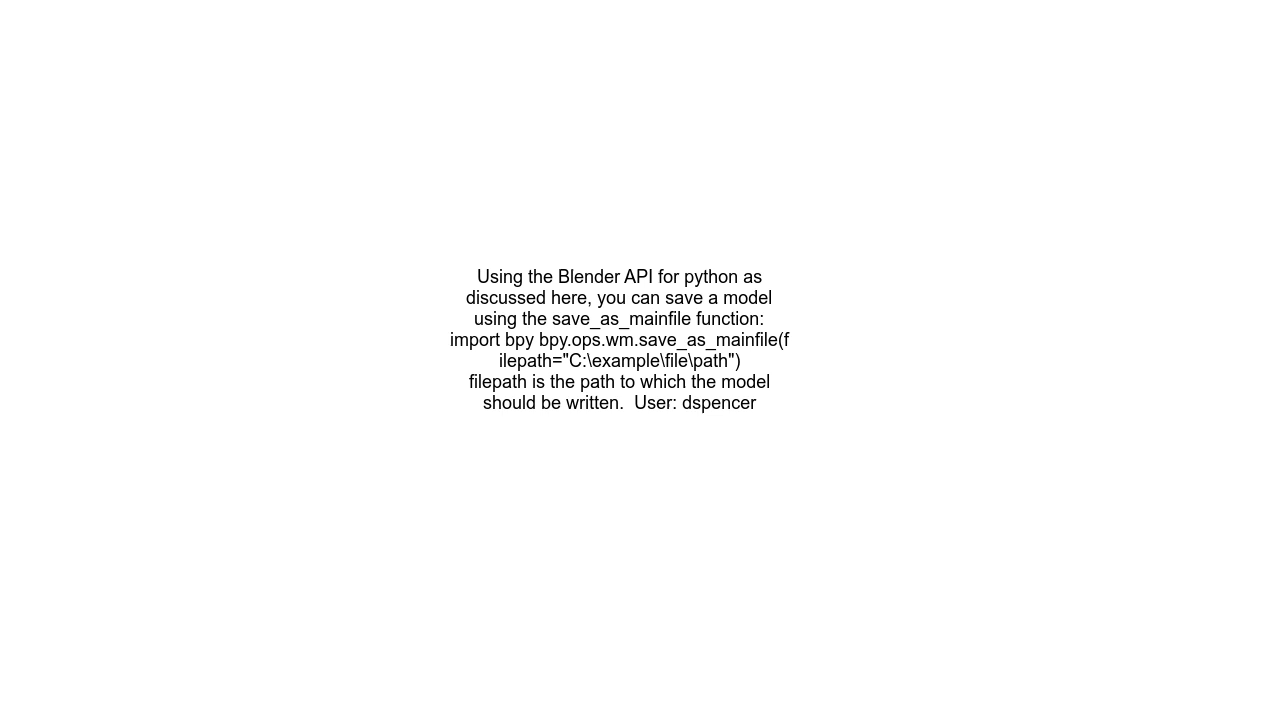 Using the Blender API for python as
discussed here, you can save a model
using the save_as_mainfile function:
import bpy bpy.ops.wm.save_as_mainfile(f
ilepath="C:\example\file\path")
filepath is the path to which the model
should be written.  User: dspencer